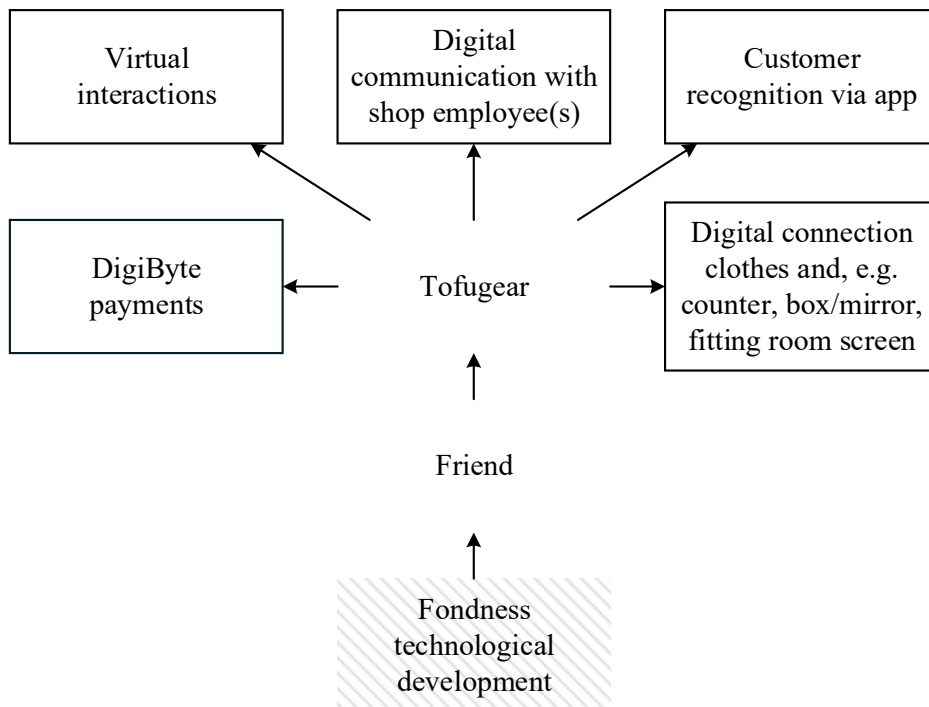 Virtual
interactions
Digital
communication with
shop employee(s)
Customer
recognition via app
DigiByte
payments
Tofugear
Digital connection
clothes and, e.g.
counter, box/mirror,
fitting room screen
Friend
Fondness
technological
development